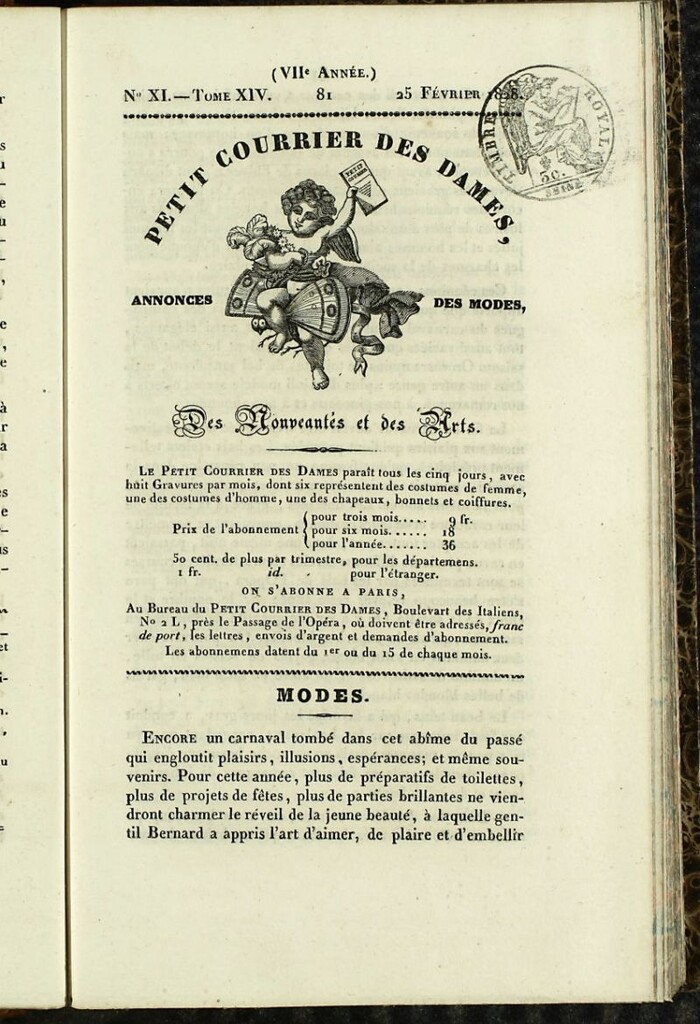 (VIIe ANNÉE.)
No XI.—TOME XIV. 81 25 FÉVRIER 1828.
TIMBRE ROYAL
5C.
SEINE
PETIT COURRIER DES DAMES,
ANNONCES DES MODES,
Des Nouveautés et des Arts.
LE PETIT COURRIER DES DAMES paraît tous les cinq jours, avec
huit Gravures par mois, dont six représentent des costumes de femme,
une des costumes d'homme, une des chapeaux, bonnets et coiffures.
Prix de l'abonnement { pour trois mois..... 9 fr.
pour six mois...... 18
pour l'année....... 36
50 cent. de plus par trimestre, pour les départemens.
1 fr. id. - pour l'étranger.
ON S'ABONNE A PARIS,
Au Bureau du PETIT COURRIER DES DAMES, Boulevart des Italiens,
No 2 L, près le Passage de l'Opéra, où doivent être adressés, franc
de port, les lettres, envois d'argent et demandes d'abonnement.
Les abonnemens datent du 1er ou du 15 de chaque mois.
MODES.
ENCORE un carnaval tombé dans cet abîme du passé
qui engloutit plaisirs, illusions, espérances; et même sou-
venirs. Pour cette année, plus de préparatifs de toilettes,
plus de projets de fêtes, plus de parties brillantes ne vien-
dront charmer le réveil de la jeune beauté, à laquelle gen-
til Bernard a appris l'art d'aimer, de plaire et d'embellir